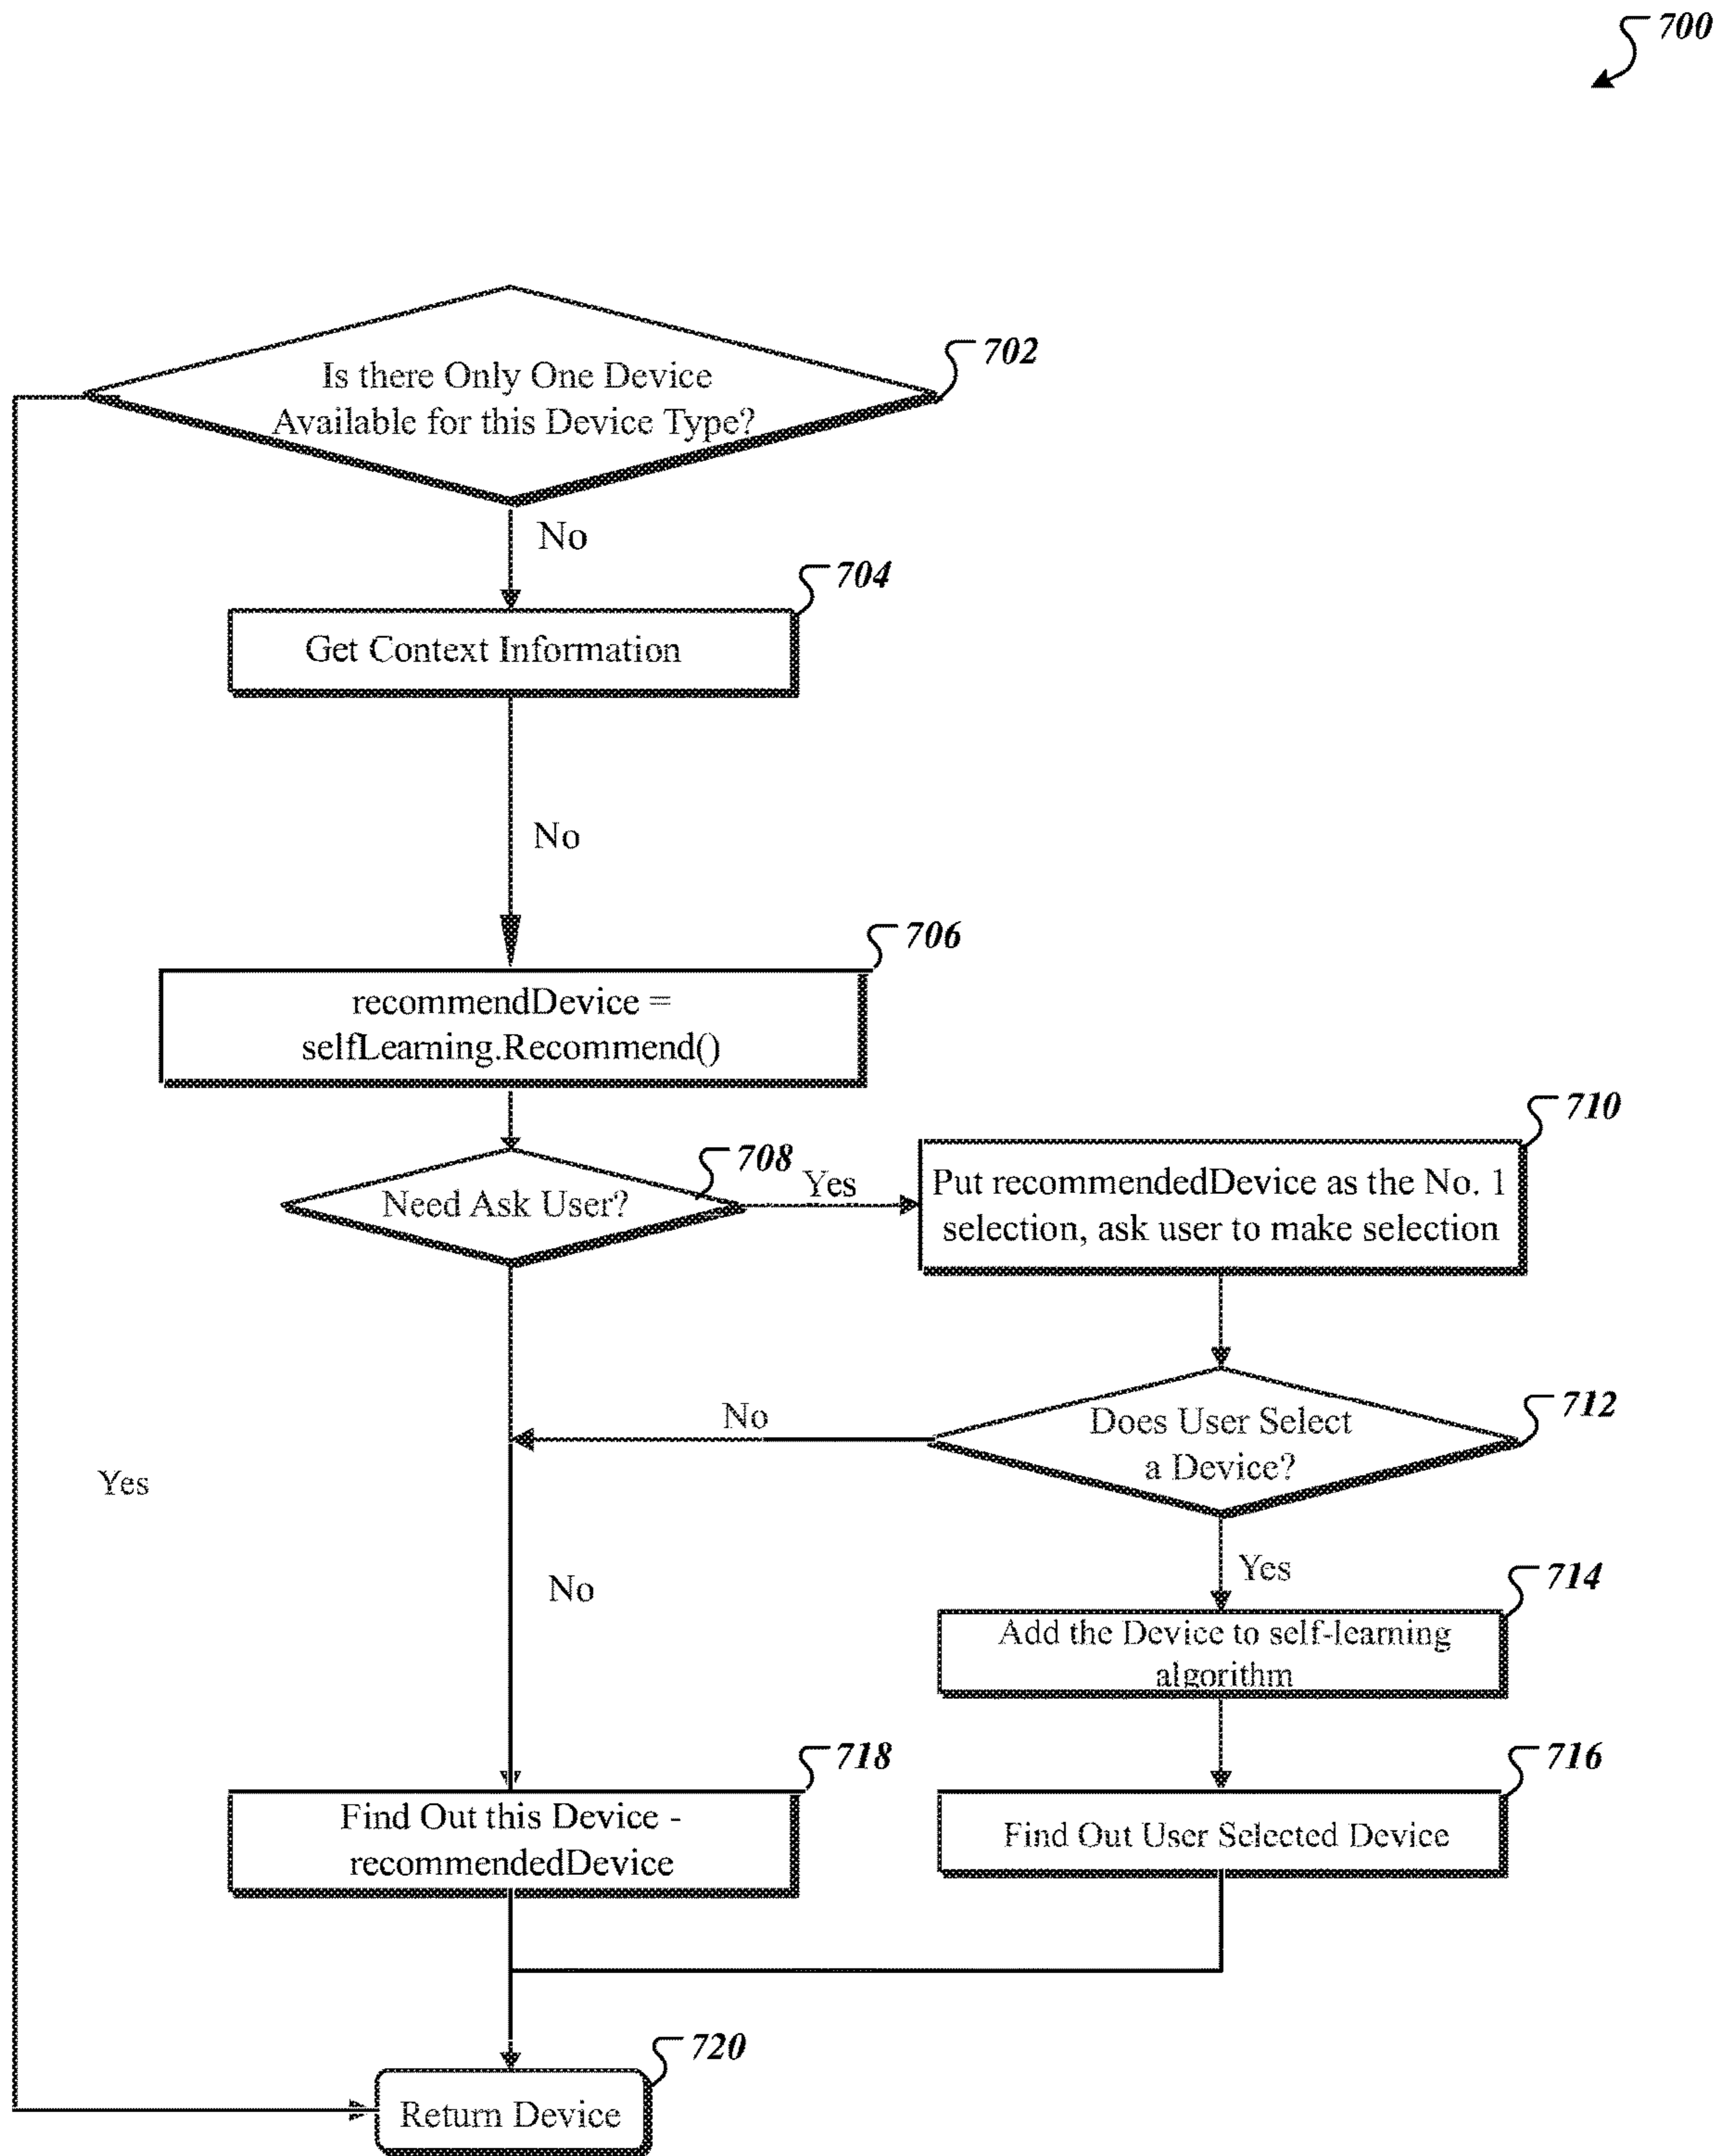 700
Is there Only One Device
Available for this Device Type?
702
No
704
Get Context Information
No
706
recommendDevice =
selfLearning.Recommend()
708
Need Ask User?
Yes
710
Put recommendedDevice as the No. 1
selection, ask user to make selection
712
Does User Select
a Device?
No
Yes
No
Yes
714
Add the Device to self-learning
algorithm
718
Find Out this Device -
recommendedDevice
716
Find Out User Selected Device
720
Return Device